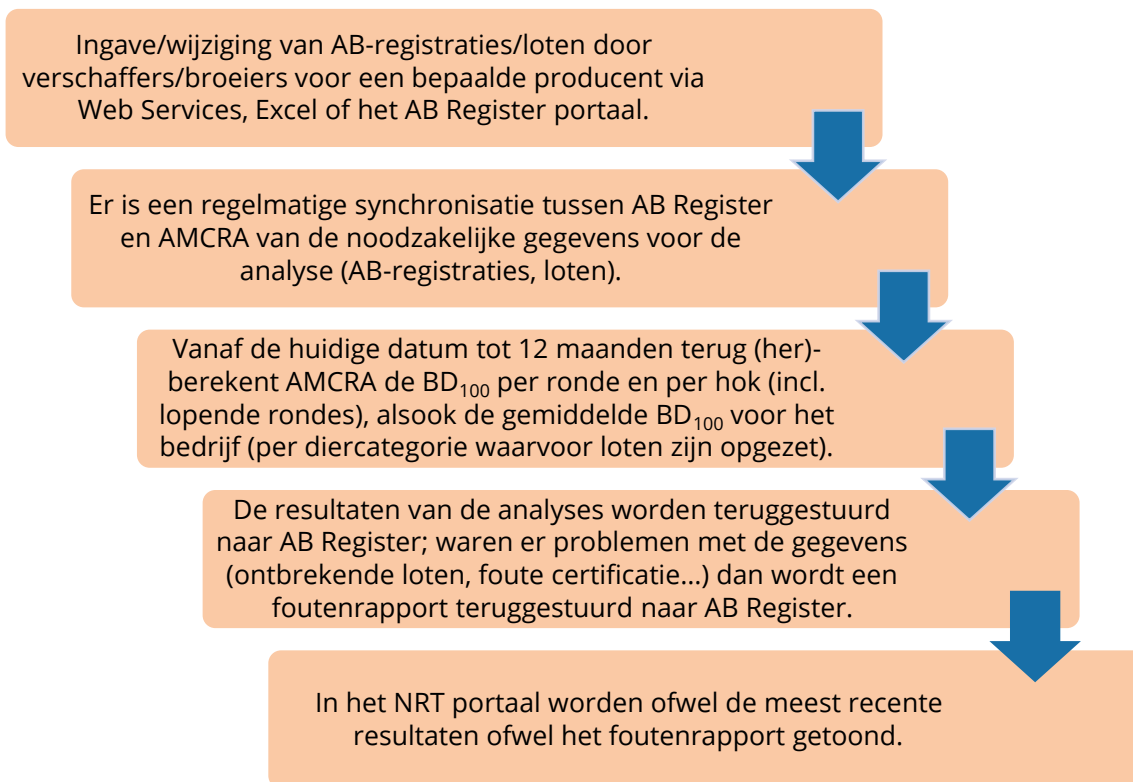 Ingave/wijziging van AB-registraties/loten door
verschaffers/broeiers voor een bepaalde producent via
Web Services, Excel of het AB Register portaal.
Er is een regelmatige synchronisatie tussen AB Register
en AMCRA van de noodzakelijke gegevens voor de
analyse (AB-registraties, loten).
Vanaf de huidige datum tot 12 maanden terug (her)-
berekent AMCRA de BD₁₀₀ per ronde en per hok (incl.
lopende rondes), alsook de gemiddelde BD₁₀₀ voor het
bedrijf (per diercategorie waarvoor loten zijn opgezet).
De resultaten van de analyses worden teruggestuurd
naar AB Register; waren er problemen met de gegevens
(ontbrekende loten, foute certificatie...) dan wordt een
foutenrapport teruggestuurd naar AB Register.
In het NRT portaal worden ofwel de meest recente
resultaten ofwel het foutenrapport getoond.